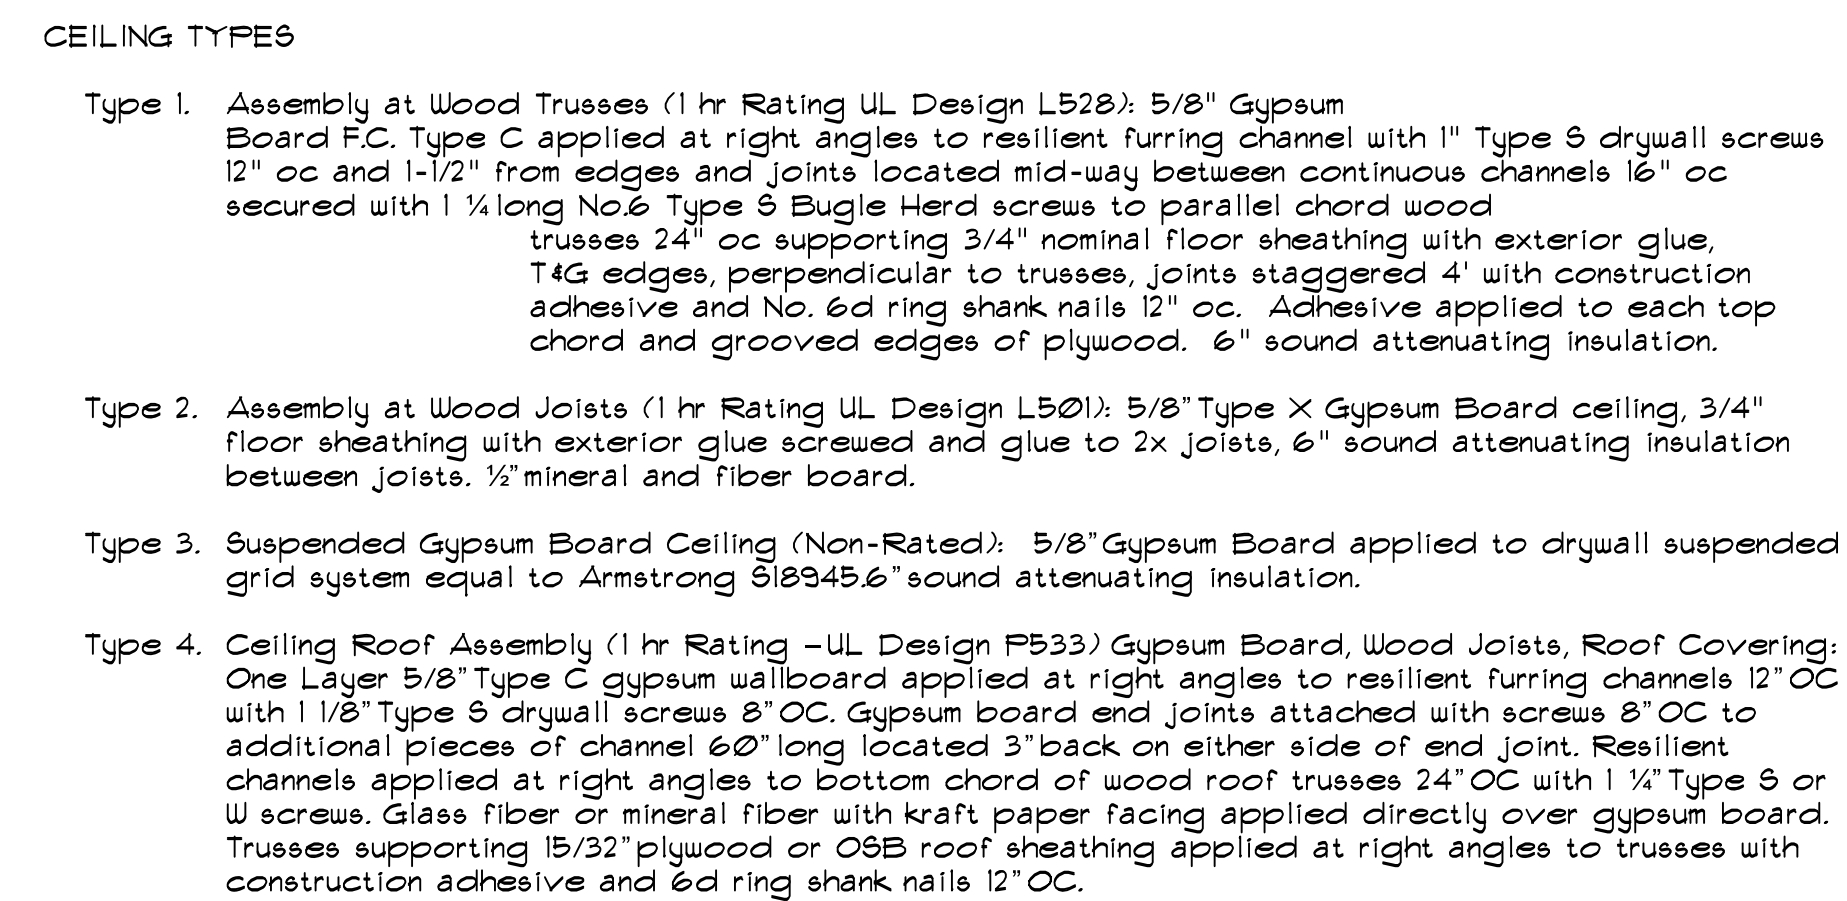 CEILING TYPES
Type 1. Assembly at Wood Trusses (1 hr Rating UL Design L528): 5/8" Gypsum
Board F.C. Type C applied at right angles to resilient furring channel with 1" Type S drywall screws
12" oc and 1-1/2" from edges and joints located mid-way between continuous channels 16" oc
secured with 1 ¼ long No.6 Type S Bugle Herd screws to parallel chord wood
trusses 24" oc supporting 3/4" nominal floor sheathing with exterior glue,
T&G edges, perpendicular to trusses, joints staggered 4' with construction
adhesive and No. 6d ring shank nails 12" oc. Adhesive applied to each top
chord and grooved edges of plywood. 6" sound attenuating insulation.
Type 2. Assembly at Wood Joists (1 hr Rating UL Design L501): 5/8” Type X Gypsum Board ceiling, 3/4"
floor sheathing with exterior glue screwed and glue to 2x joists, 6" sound attenuating insulation
between joists. ½” mineral and fiber board.
Type 3. Suspended Gypsum Board Ceiling (Non-Rated): 5/8” Gypsum Board applied to drywall suspended
grid system equal to Armstrong S18945.6” sound attenuating insulation.
Type 4. Ceiling Roof Assembly (1 hr Rating –UL Design P533) Gypsum Board, Wood Joists, Roof Covering:
One Layer 5/8” Type C gypsum wallboard applied at right angles to resilient furring channels 12” OC
with 1 1/8” Type S drywall screws 8” OC. Gypsum board end joints attached with screws 8” OC to
additional pieces of channel 60” long located 3” back on either side of end joint. Resilient
channels applied at right angles to bottom chord of wood roof trusses 24” OC with 1 ¼” Type S or
W screws. Glass fiber or mineral fiber with kraft paper facing applied directly over gypsum board.
Trusses supporting 15/32” plywood or OSB roof sheathing applied at right angles to trusses with
construction adhesive and 6d ring shank nails 12” OC.